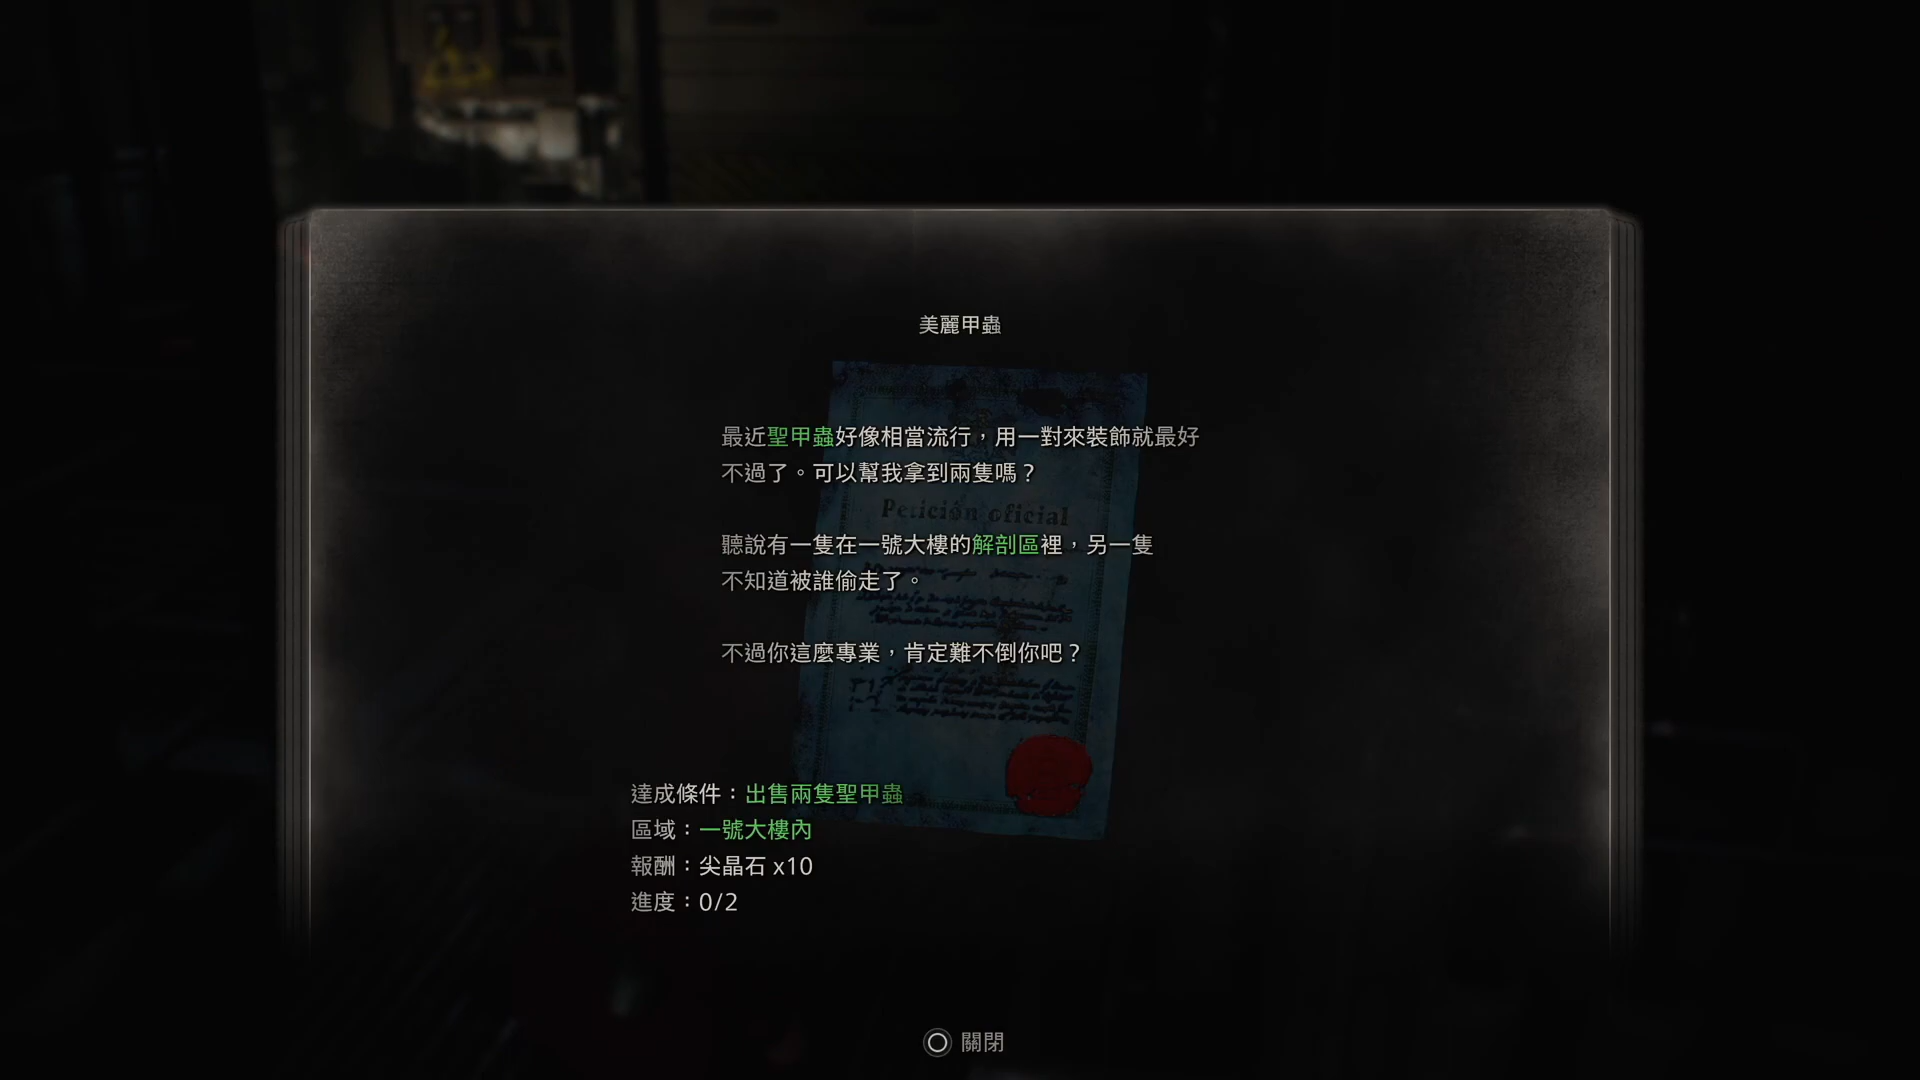 美麗甲蟲
最近聖甲蟲好像相當流行，用一對來裝飾就最好
不過了。可以幫我拿到兩隻嗎？
Petición oficial
聽說有一隻在一號大樓的解剖區裡，另一隻
不知道被誰偷走了。
不過你這麼專業，肯定難不倒你吧？
達成條件：出售兩隻聖甲蟲
區域：一號大樓內
報酬：尖晶石 x10
進度：0/2
關閉